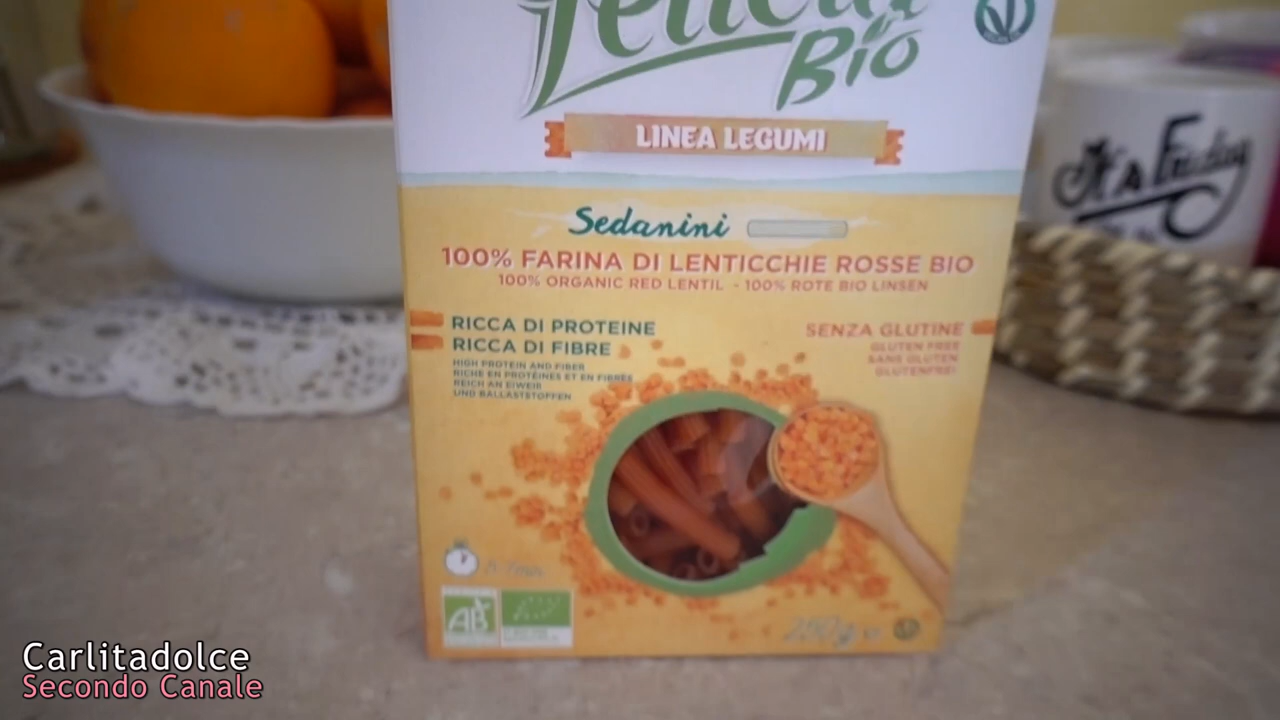 Bio
LINEA LEGUMI
It's A Friday
Sedanini
100% FARINA DI LENTICCHIE ROSSE BIO
100% ORGANIC RED LENTIL - 100% ROTE BIO LINSEN
RICCA DI PROTEINE
RICCA DI FIBRE
HIGH PROTEIN AND FIBER
RICHE EN PROTÉINES ET EN FIBRES
REICH AN EIWEIß
UND BALLASTSTOFFEN
SENZA GLUTINE
GLUTEN FREE
SANS GLUTEN
GLUTENFREI
AB
Carlitadolce
Secondo Canale